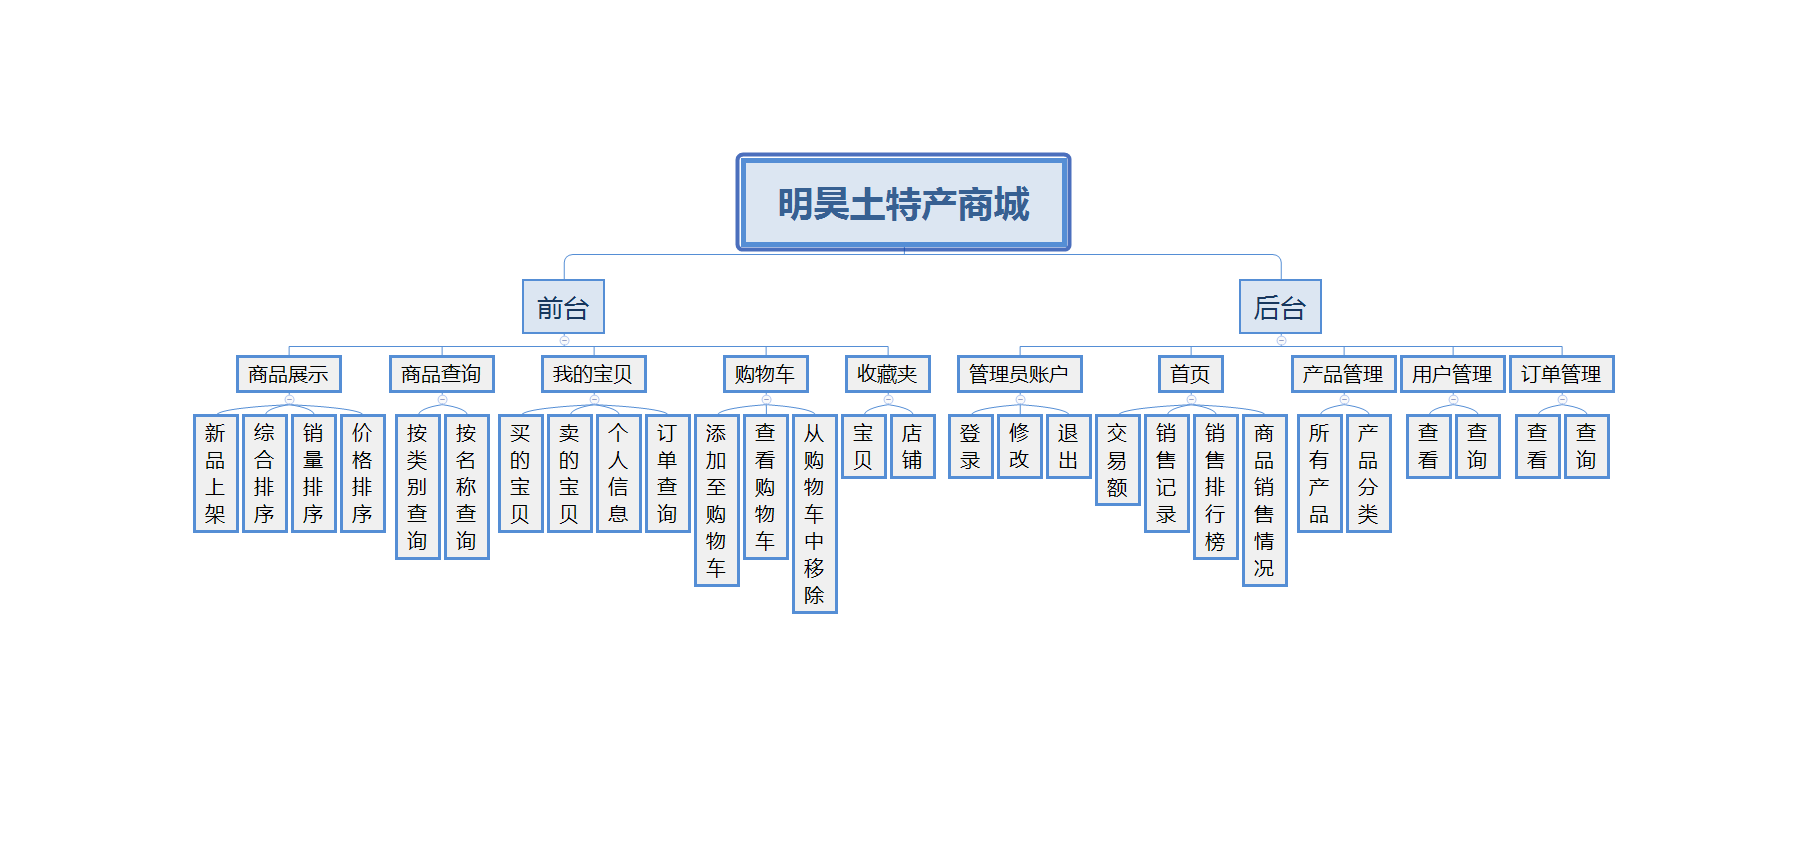 明昊土特产商城
前台
后台
商品展示
商品查询
我的宝贝
购物车
收藏夹
管理员账户
首页
产品管理
用户管理
订单管理
新品上架
综合排序
销量排序
价格排序
按类别查询
按名称查询
买的宝贝
卖的宝贝
个人信息
订单查询
添加至购物车
查看购物车
从购物车中移除
宝贝
店铺
登录
修改
退出
交易额
销售记录
销售排行榜
商品销售情况
所有产品
产品分类
查看
查询
查看
查询